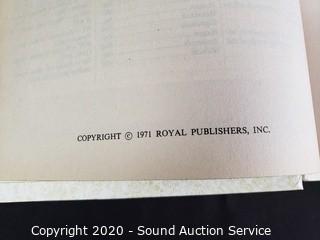 COPYRIGHT © 1971 ROYAL PUBLISHERS, INC.
Copyright 2020 - Sound Auction Service